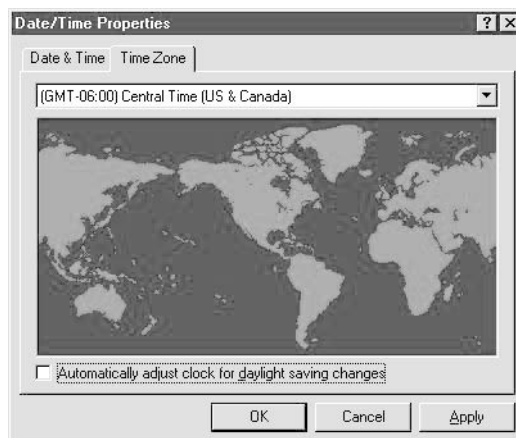 Date/Time Properties
Date & Time Time Zone
(GMT-06:00) Central Time (US & Canada)
Automatically adjust clock for daylight saving changes
OK Cancel Apply